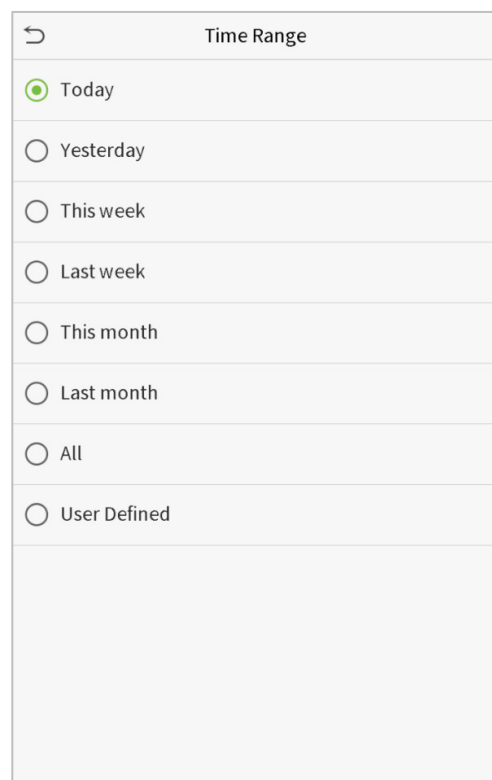 Time Range
Today
Yesterday
This week
Last week
This month
Last month
All
User Defined